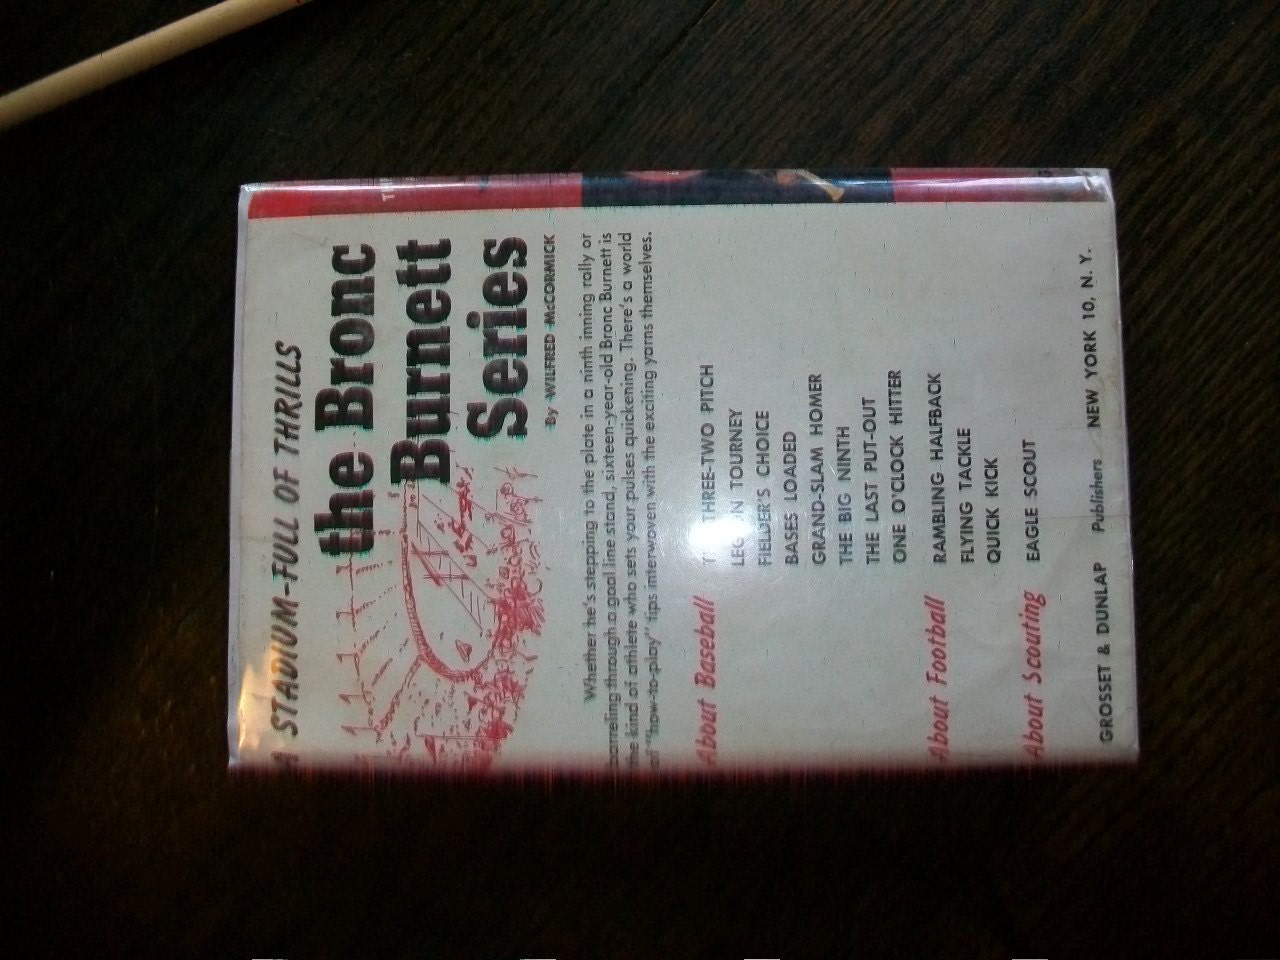 A STADIUM-FULL OF THRILLS
the Bronc
Burnett
Series
By WILFRED McCORMICK
Whether he's stepping to the plate in a ninth inning rally or
barreling through a goal line stand, sixteen-year-old Bronc Burnett is
the kind of athlete who sets your pulses quickening. There's a world
of "how-to-play" tips interwoven with the exciting yarns themselves.
About Baseball THREE-TWO PITCH
TOURNEY
FIELDER'S CHOICE
BASES LOADED
GRAND-SLAM HOMER
THE BIG NINTH
THE LAST PUT-OUT
ONE O'CLOCK HITTER
About Football RAMBLING HALFBACK
FLYING TACKLE
QUICK KICK
About Scouting EAGLE SCOUT
GROSSET & DUNLAP Publishers NEW YORK 10, N. Y.